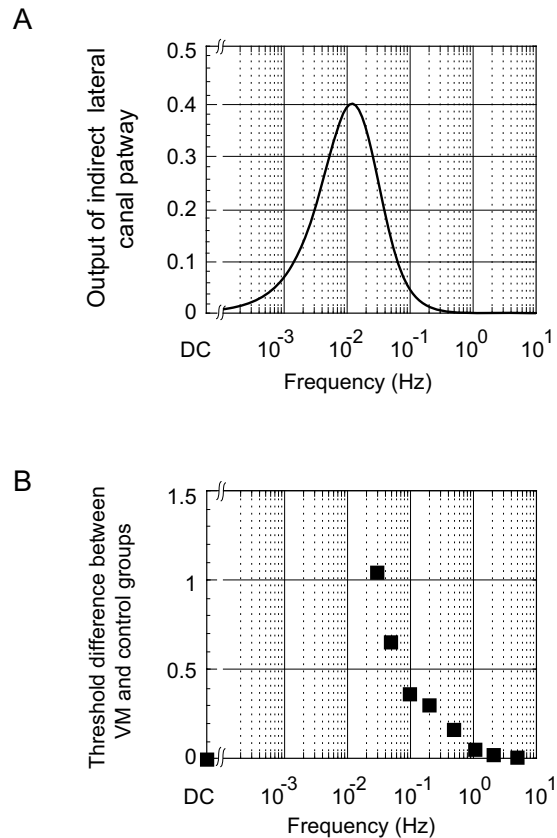 A
Output of indirect lateral
canal patway
0.5
0.4
0.3
0.2
0.1
0
DC
10-3
10-2
10-1
100
101
Frequency (Hz)
B
Threshold difference between
VM and control groups
1.5
1
0.5
0
DC
10-3
10-2
10-1
100
101
Frequency (Hz)